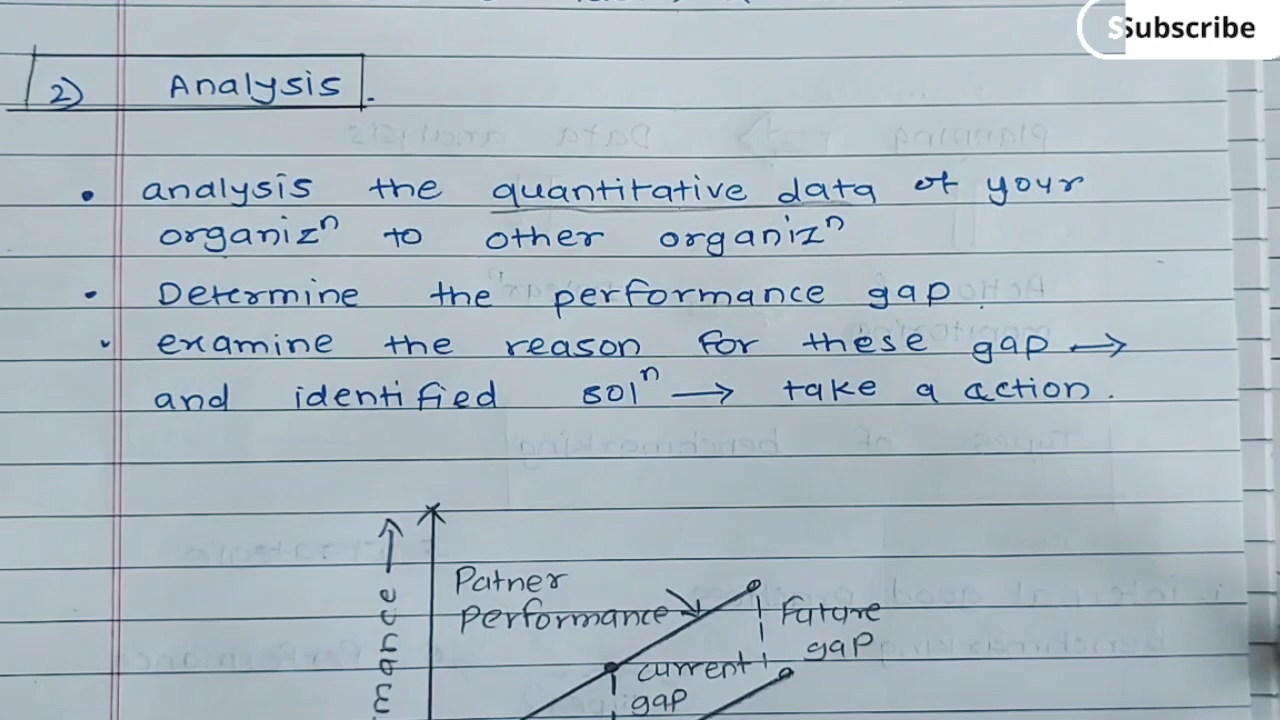 Subscribe
2) Analysis.
• analysis the quantitative data of your
organizⁿ to other organizⁿ
• Determine the performance gap.
• examine the reason for these gap →
and identified solⁿ → take a action.
Patner
Performance
Future
gap
current
gap
mance →